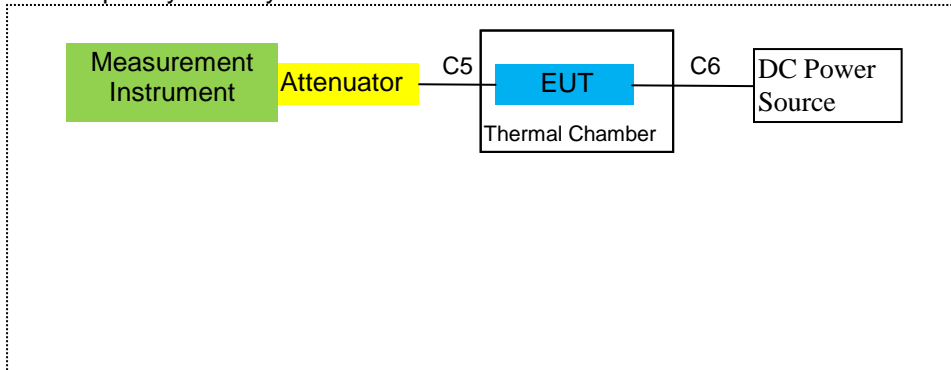 Measurement
Instrument
Attenuator
C5
EUT
Thermal Chamber
C6
DC Power
Source